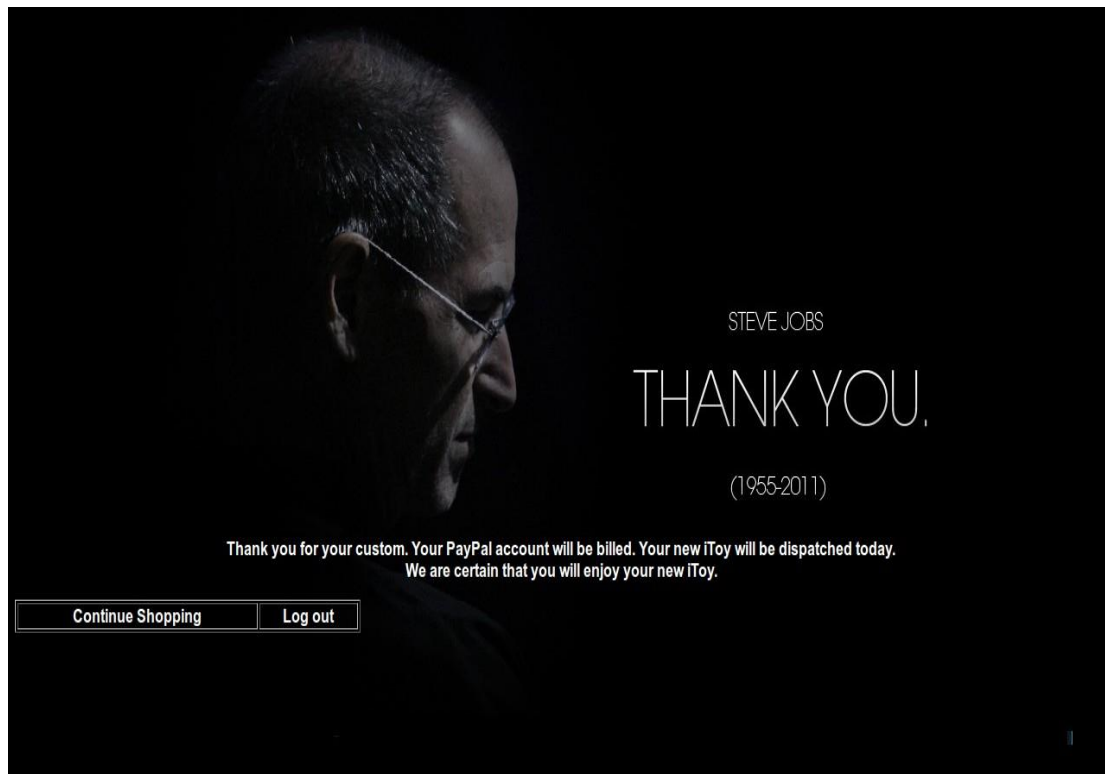 STEVE JOBS
THANK YOU.
(1955-2011)
Thank you for your custom. Your PayPal account will be billed. Your new iToy will be dispatched today.
We are certain that you will enjoy your new iToy.
Continue Shopping
Log out